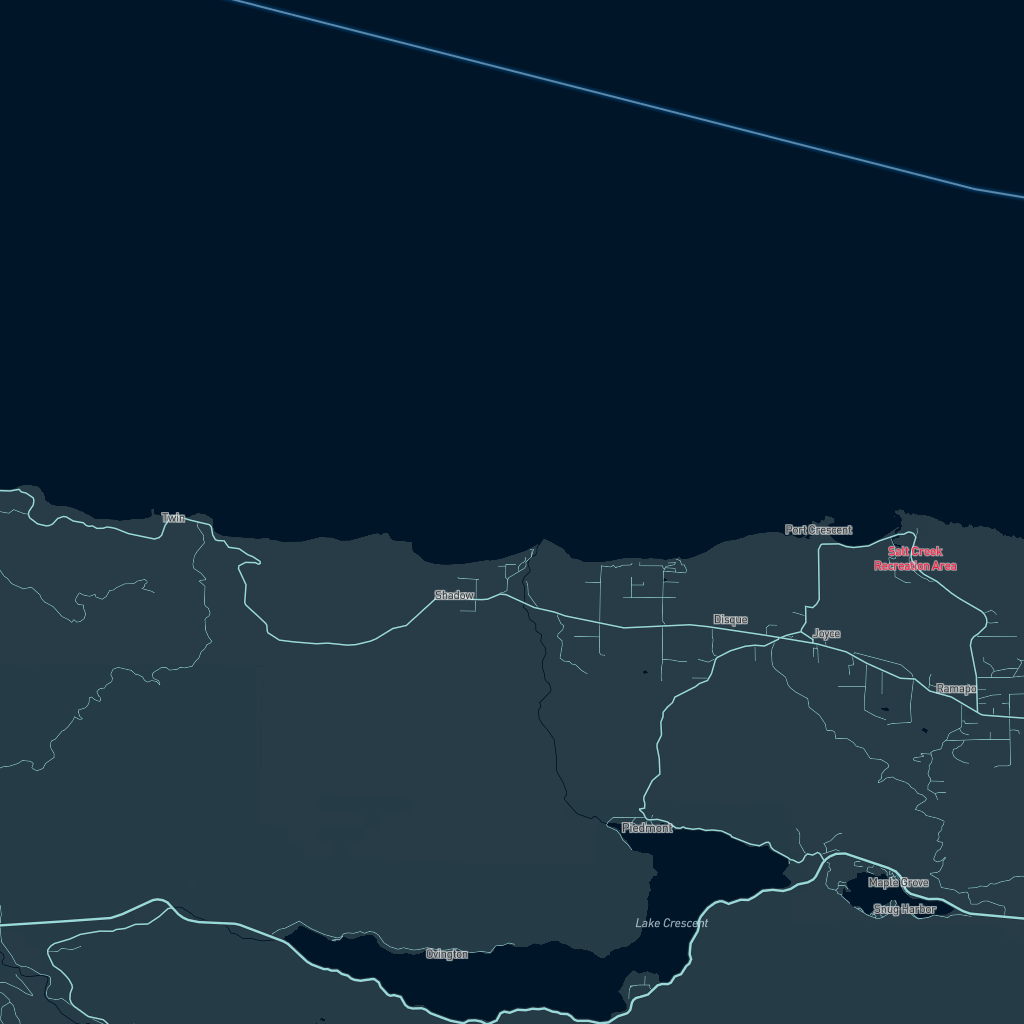 Twin
Port Crescent
Salt Creek
Recreation Area
Shadow
Disque
Joyce
Ramapo
Piedmont
Maple Grove
Snug Harbor
Lake Crescent
Ovington